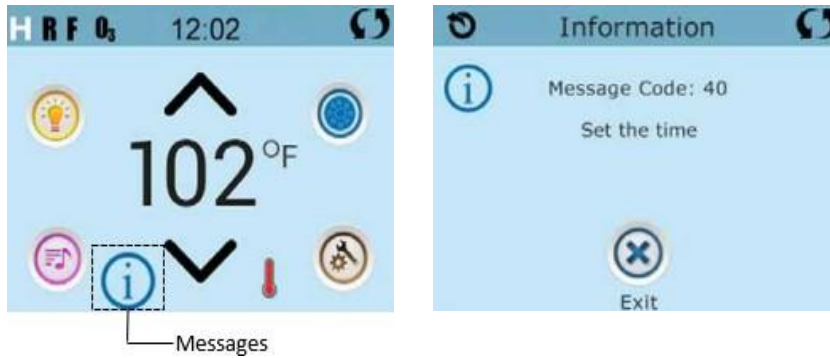 H R F O₃ 12:02
102°F
Messages
Information
Message Code: 40
Set the time
Exit